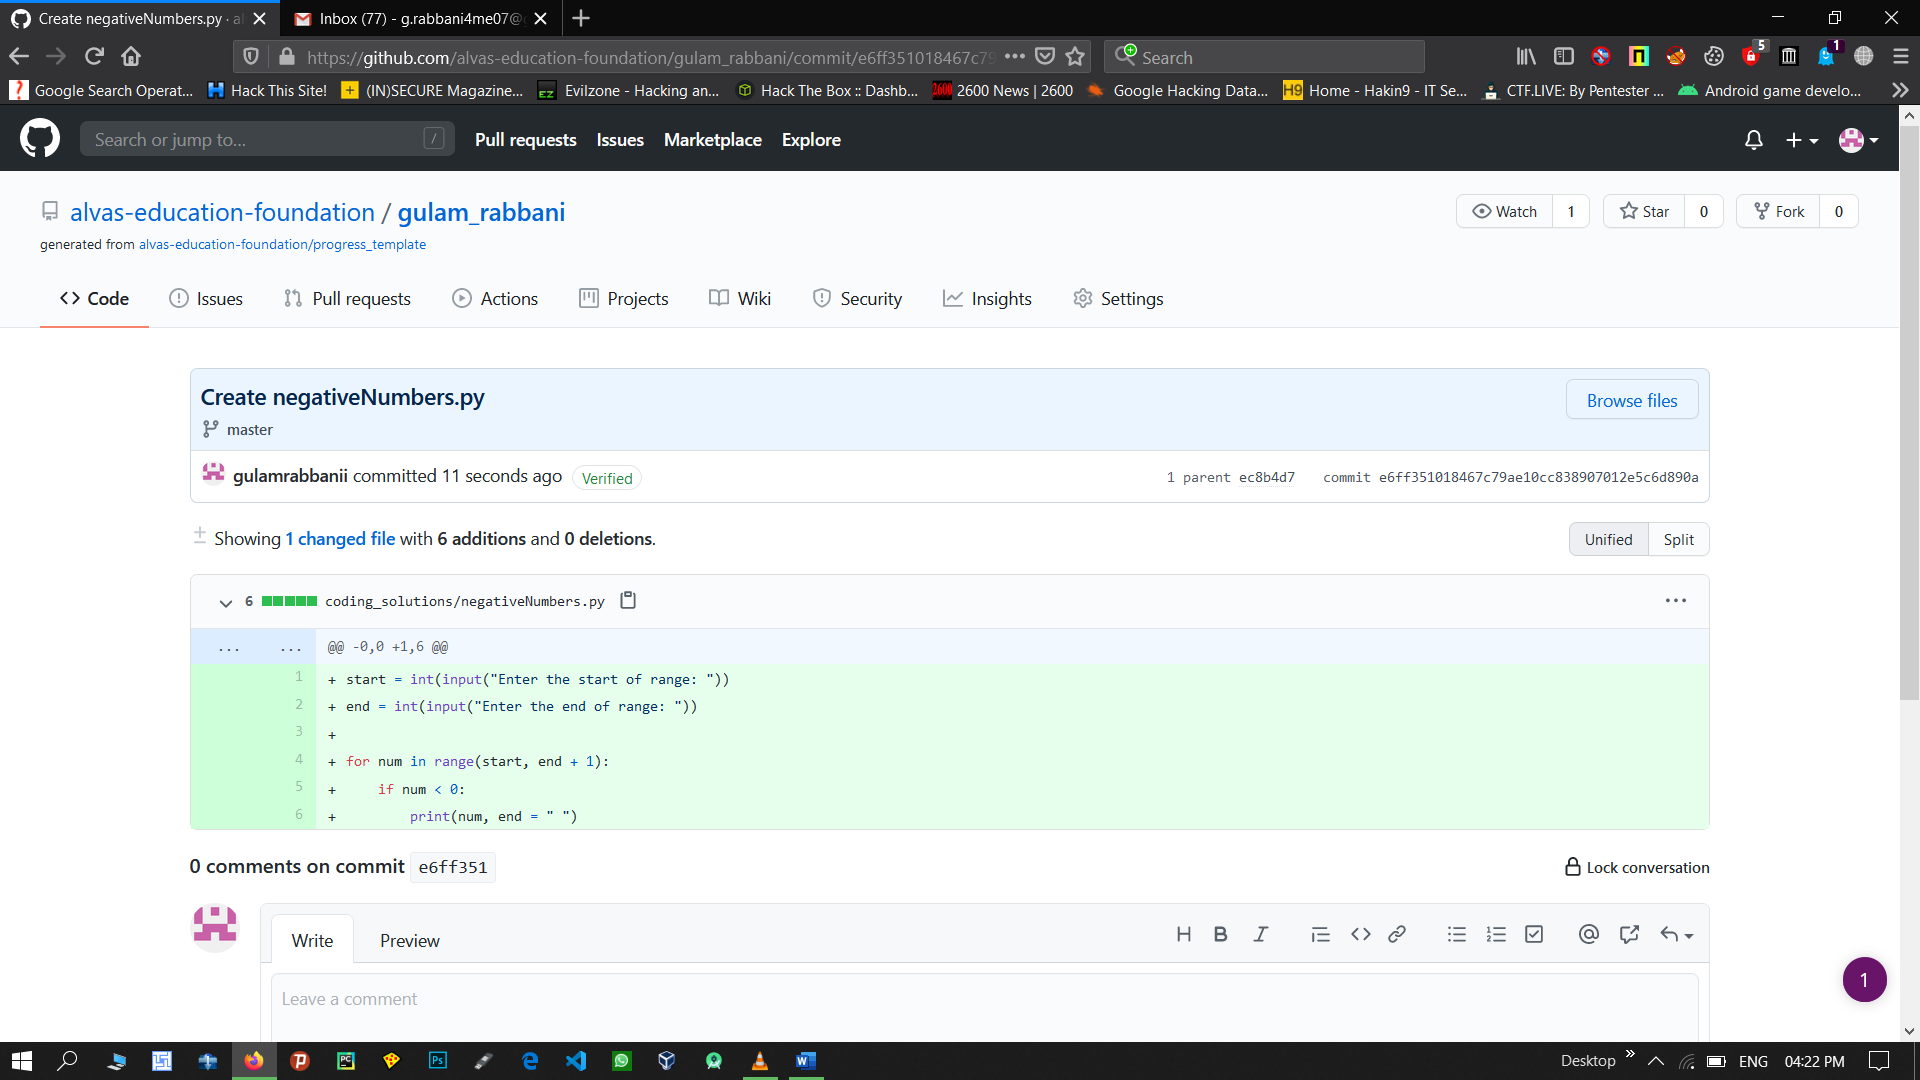 Create negativeNumbers.py · al
Inbox (77) - g.rabbani4me07@g
https://github.com/alvas-education-foundation/gulam_rabbani/commit/e6ff351018467c79
Search
5
1
Google Search Operat...
Hack This Site!
(IN)SECURE Magazine...
Evilzone - Hacking an...
Hack The Box :: Dashb...
2600 News | 2600
Google Hacking Data...
Home - Hakin9 - IT Se...
CTF.LIVE: By Pentester ...
Android game develo...
Search or jump to...
/
Pull requests
Issues
Marketplace
Explore
alvas-education-foundation / gulam_rabbani
generated from alvas-education-foundation/progress_template
Watch 1
Star 0
Fork 0
Code
Issues
Pull requests
Actions
Projects
Wiki
Security
Insights
Settings
Create negativeNumbers.py
Browse files
master
gulamrabbanii committed 11 seconds ago
Verified
1 parent ec8b4d7
commit e6ff351018467c79ae10cc838907012e5c6d890a
Showing 1 changed file with 6 additions and 0 deletions.
Unified
Split
6 coding_solutions/negativeNumbers.py
... ... @@ -0,0 +1,6 @@
1 + start = int(input("Enter the start of range: "))
2 + end = int(input("Enter the end of range: "))
3 +
4 + for num in range(start, end + 1):
5 +     if num < 0:
6 +         print(num, end = " ")
0 comments on commit e6ff351
Lock conversation
Write
Preview
H B I
Leave a comment
1
Desktop
ENG
04:22 PM